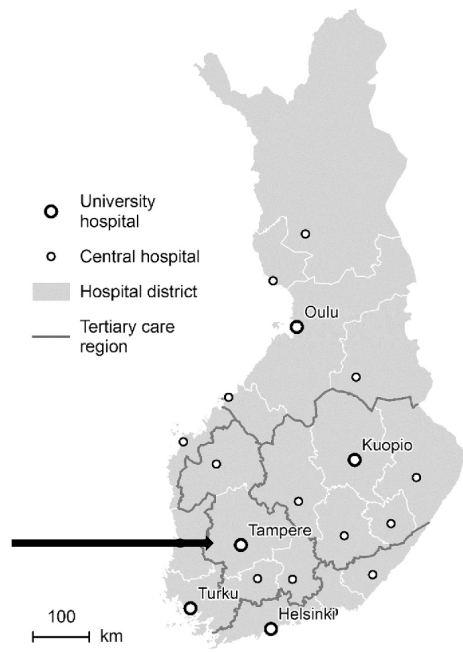 University
hospital
Central hospital
Hospital district
Tertiary care
region
Oulu
Kuopio
Tampere
Turku
Helsinki
100
km